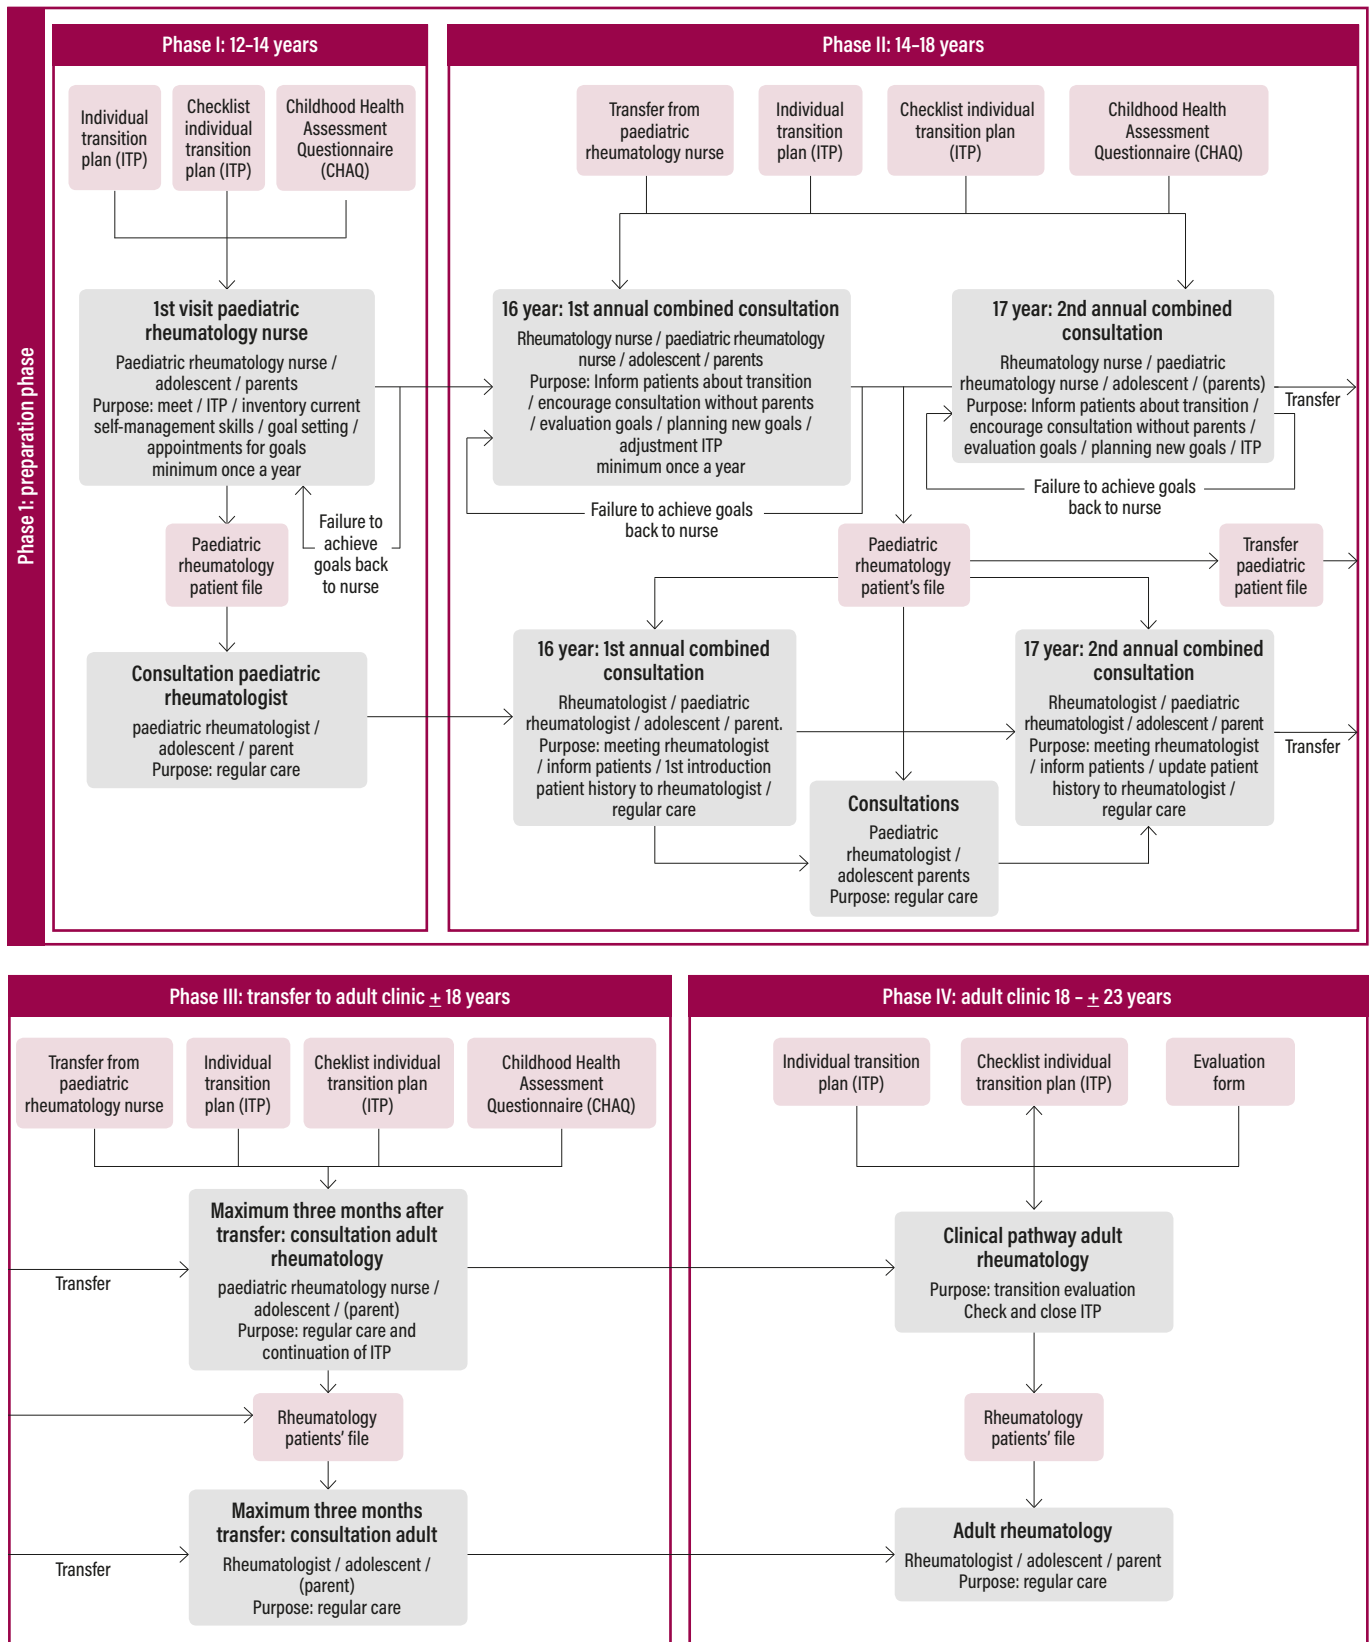 Phase 1: preparation phase
Phase I: 12–14 years
Individual
transition
plan (ITP)
Checklist
individual
transition
plan (ITP)
Childhood Health
Assessment
Questionnaire
(CHAQ)
1st visit paediatric
rheumatology nurse
Paediatric rheumatology nurse /
adolescent / parents
Purpose: meet / ITP / inventory current
self-management skills / goal setting /
appointments for goals
minimum once a year
Failure to
achieve
goals back
to nurse
Paediatric
rheumatology
patient file
Consultation paediatric
rheumatologist
paediatric rheumatologist /
adolescent / parent
Purpose: regular care
Phase II: 14–18 years
Transfer from
paediatric
rheumatology nurse
Individual
transition
plan (ITP)
Checklist individual
transition plan
(ITP)
Childhood Health
Assessment
Questionnaire (CHAQ)
16 year: 1st annual combined consultation
Rheumatology nurse / paediatric rheumatology
nurse / adolescent / parents
Purpose: Inform patients about transition
/ encourage consultation without parents
/ evaluation goals / planning new goals /
adjustment ITP
minimum once a year
Failure to achieve goals
back to nurse
17 year: 2nd annual combined
consultation
Rheumatology nurse / paediatric
rheumatology nurse / adolescent / (parents)
Purpose: Inform patients about transition /
encourage consultation without parents /
evaluation goals / planning new goals / ITP
Transfer
Failure to achieve goals
back to nurse
Paediatric
rheumatology
patient's file
Transfer
paediatric
patient file
16 year: 1st annual combined
consultation
Rheumatologist / paediatric
rheumatologist / adolescent / parent.
Purpose: meeting rheumatologist
/ inform patients / 1st introduction
patient history to rheumatologist /
regular care
Consultations
Paediatric
rheumatologist /
adolescent parents
Purpose: regular care
17 year: 2nd annual combined
consultation
Rheumatologist / paediatric
rheumatologist / adolescent / parent
Purpose: meeting rheumatologist
/ inform patients / update patient
history to rheumatologist /
regular care
Transfer
Phase III: transfer to adult clinic ± 18 years
Transfer from
paediatric
rheumatology nurse
Individual
transition
plan (ITP)
Cheklist individual
transition plan
(ITP)
Childhood Health
Assessment
Questionnaire (CHAQ)
Maximum three months after
transfer: consultation adult
rheumatology
paediatric rheumatology nurse /
adolescent / (parent)
Purpose: regular care and
continuation of ITP
Transfer
Rheumatology
patients' file
Maximum three months
transfer: consultation adult
Rheumatologist / adolescent /
(parent)
Purpose: regular care
Transfer
Phase IV: adult clinic 18 – ± 23 years
Individual transition
plan (ITP)
Checklist individual
transition plan (ITP)
Evaluation
form
Clinical pathway adult
rheumatology
Purpose: transition evaluation
Check and close ITP
Rheumatology
patients' file
Adult rheumatology
Rheumatologist / adolescent / parent
Purpose: regular care